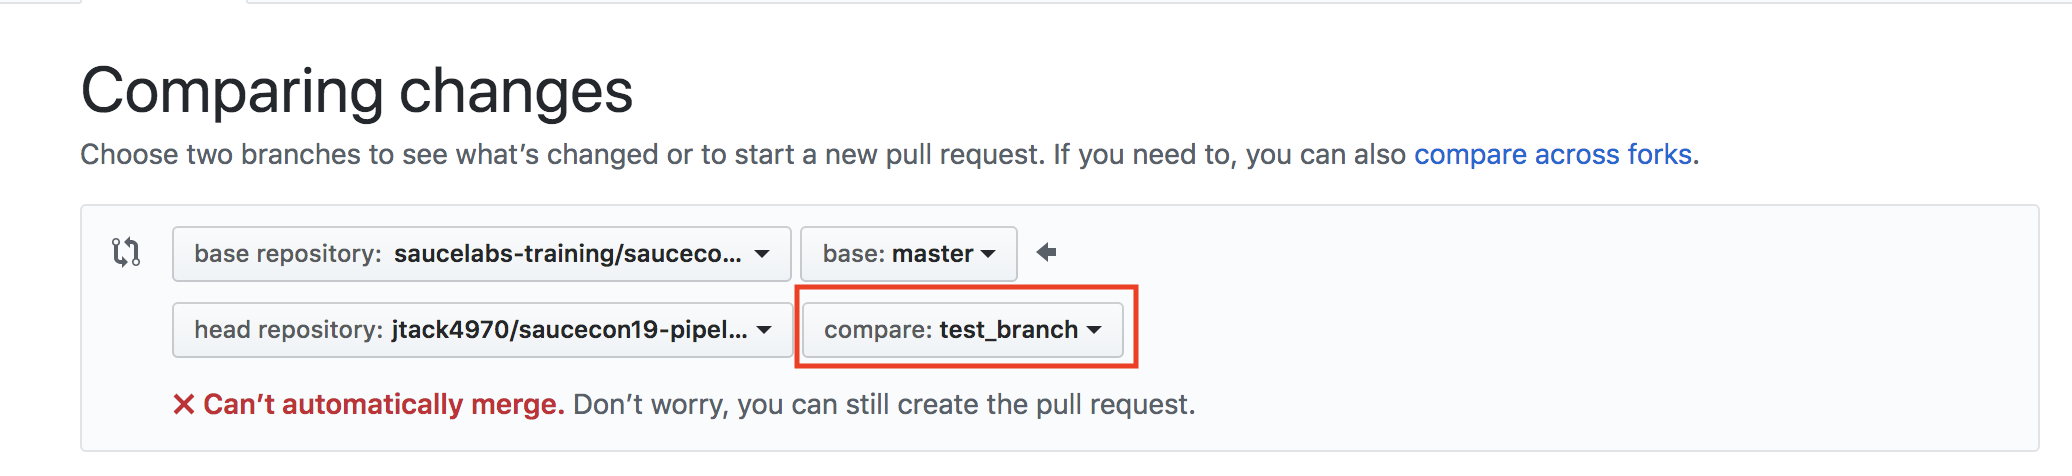 Comparing changes
Choose two branches to see what’s changed or to start a new pull request. If you need to, you can also compare across forks.
base repository: saucelabs-training/sauceco... base: master
head repository: jtack4970/saucecon19-pipel... compare: test_branch
Can’t automatically merge. Don’t worry, you can still create the pull request.